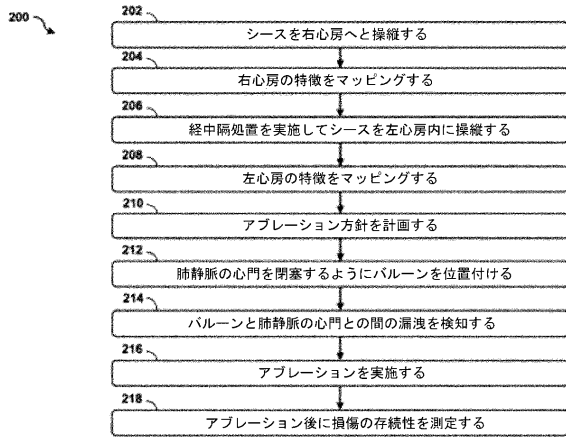 200
202
シースを右心房へと操縦する
204
右心房の特徴をマッピングする
206
経中隔処置を実施してシースを左心房内に操縦する
208
左心房の特徴をマッピングする
210
アブレーション方針を計画する
212
肺静脈の心門を閉塞するようにバルーンを位置付ける
214
バルーンと肺静脈の心門との間の漏洩を検知する
216
アブレーションを実施する
218
アブレーション後に損傷の存続性を測定する